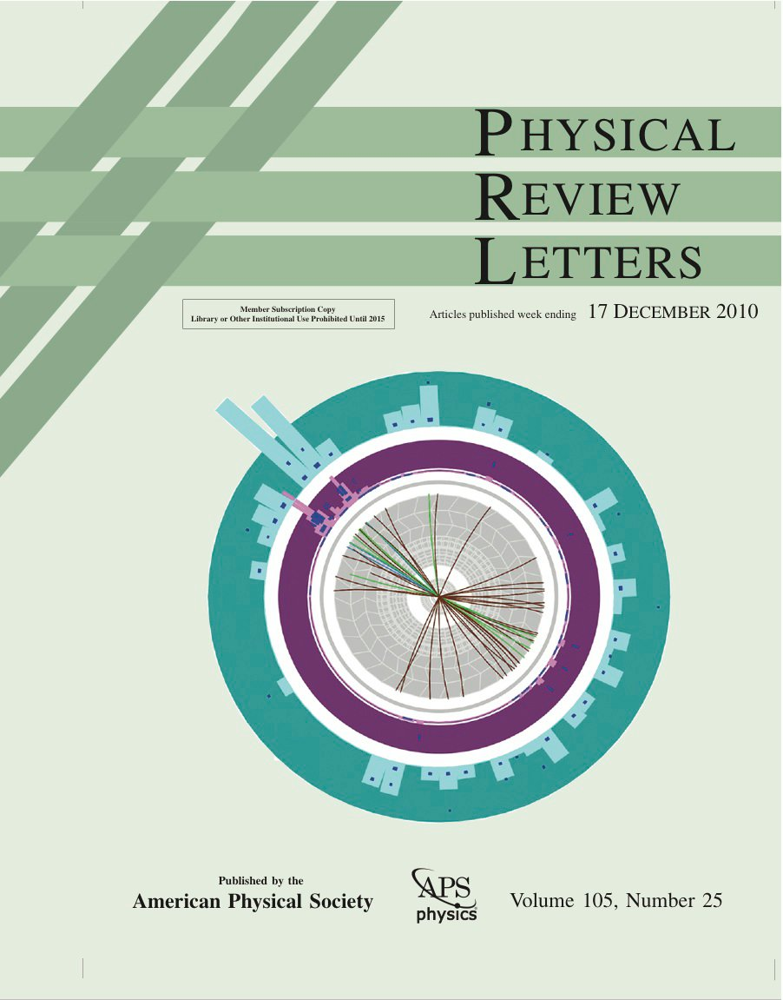 PHYSICAL
REVIEW
LETTERS
Member Subscription Copy
Library or Other Institutional Use Prohibited Until 2015
Articles published week ending 17 DECEMBER 2010
Published by the
American Physical Society
APS
physics
Volume 105, Number 25